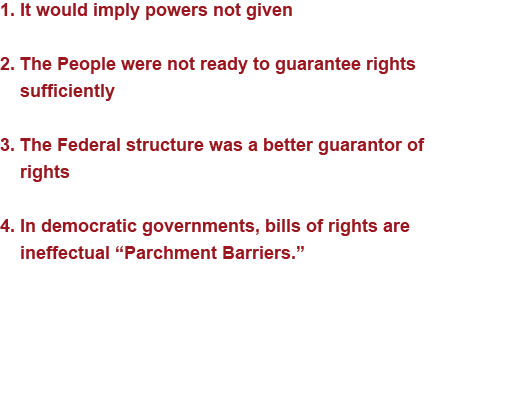 1. It would imply powers not given
2. The People were not ready to guarantee rights
sufficiently
3. The Federal structure was a better guarantor of
rights
4. In democratic governments, bills of rights are
ineffectual “Parchment Barriers.”